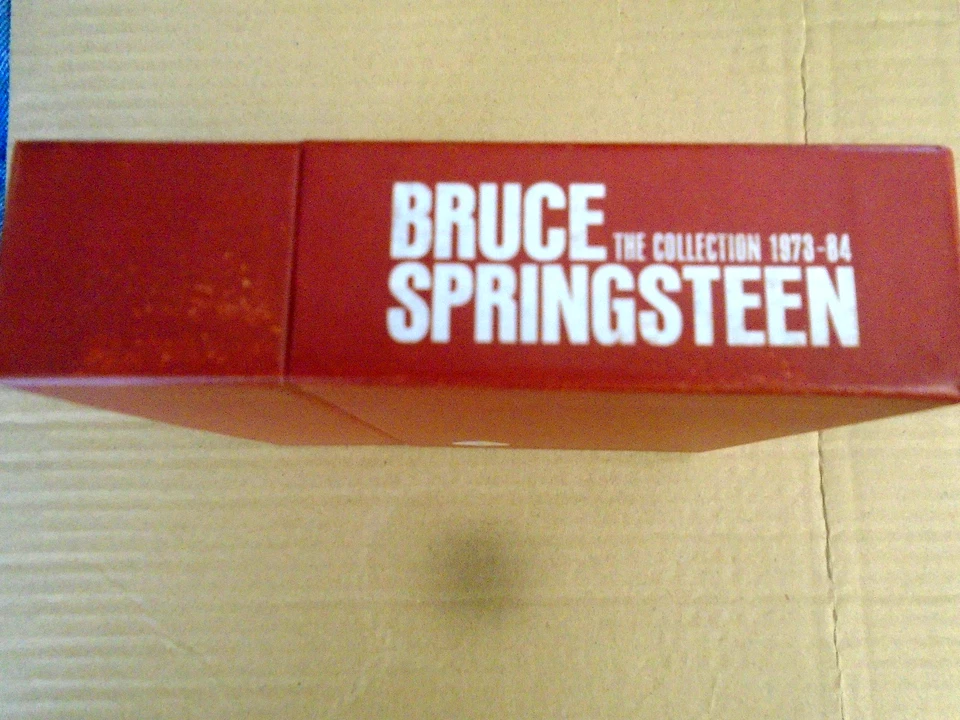 BRUCE THE COLLECTION 1973-84
SPRINGSTEEN